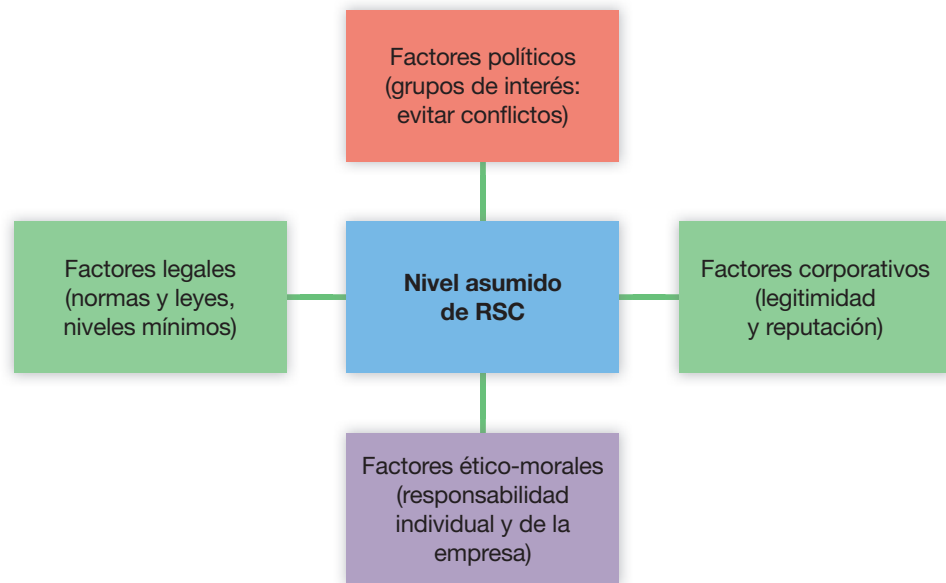 Factores políticos
(grupos de interés:
evitar conflictos)
Factores legales
(normas y leyes,
niveles mínimos)
Nivel asumido
de RSC
Factores corporativos
(legitimidad
y reputación)
Factores ético-morales
(responsabilidad
individual y de la
empresa)